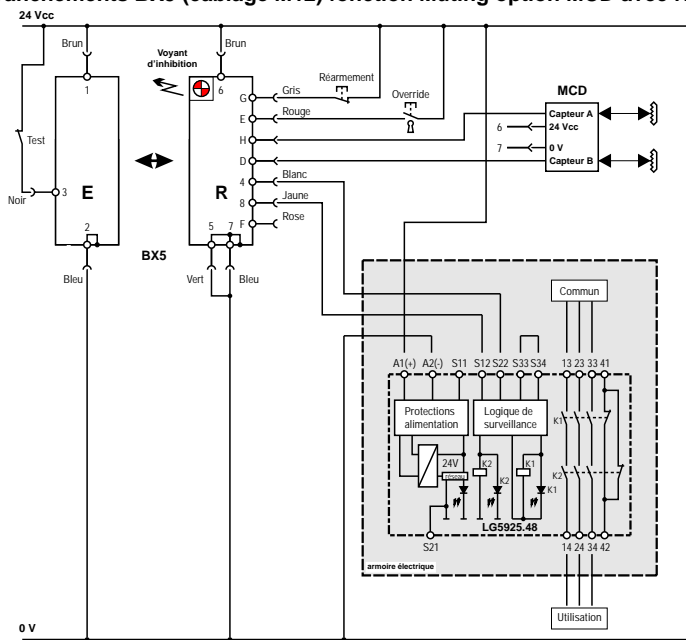 24 Vcc
Brun
Brun
Voyant
d'inhibition
1
6
Réarmement
Override
MCD
G
Gris
E
Rouge
Capteur A
6
24 Vcc
H
7
0 V
Test
D
Capteur B
4
Blanc
3
E
R
8
Jaune
Noir
F
Rose
2
5
7
BX5
Bleu
Vert
Bleu
Commun
A1(+)
A2(-)
S11
S12
S22
S33
S34
13
23
33
41
Protections
alimentation
Logique de
surveillance
K1
24V
K2
K1
K2
K2
K1
LG5925.48
S21
14
24
34
42
armoire électrique
Utilisation
0 V